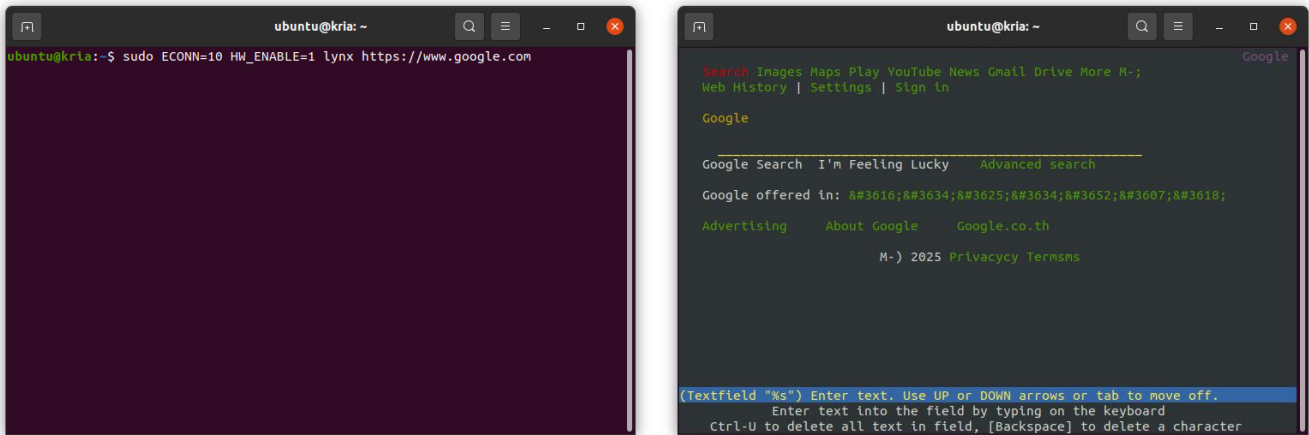 ubuntu@kria: ~
ubuntu@kria:~$ sudo ECONN=10 HW_ENABLE=1 lynx https://www.google.com
ubuntu@kria: ~
Google
Search Images Maps Play YouTube News Gmail Drive More M-;
Web History | Settings | Sign in
Google
Google Search I'm Feeling Lucky Advanced search
Google offered in: &#3616;&#3634;&#3625;&#3634;&#3652;&#3607;&#3618;
Advertising About Google Google.co.th
M-) 2025 Privacycy Termsms
(Textfield "%s") Enter text. Use UP or DOWN arrows or tab to move off.
Enter text into the field by typing on the keyboard
Ctrl-U to delete all text in field, [Backspace] to delete a character